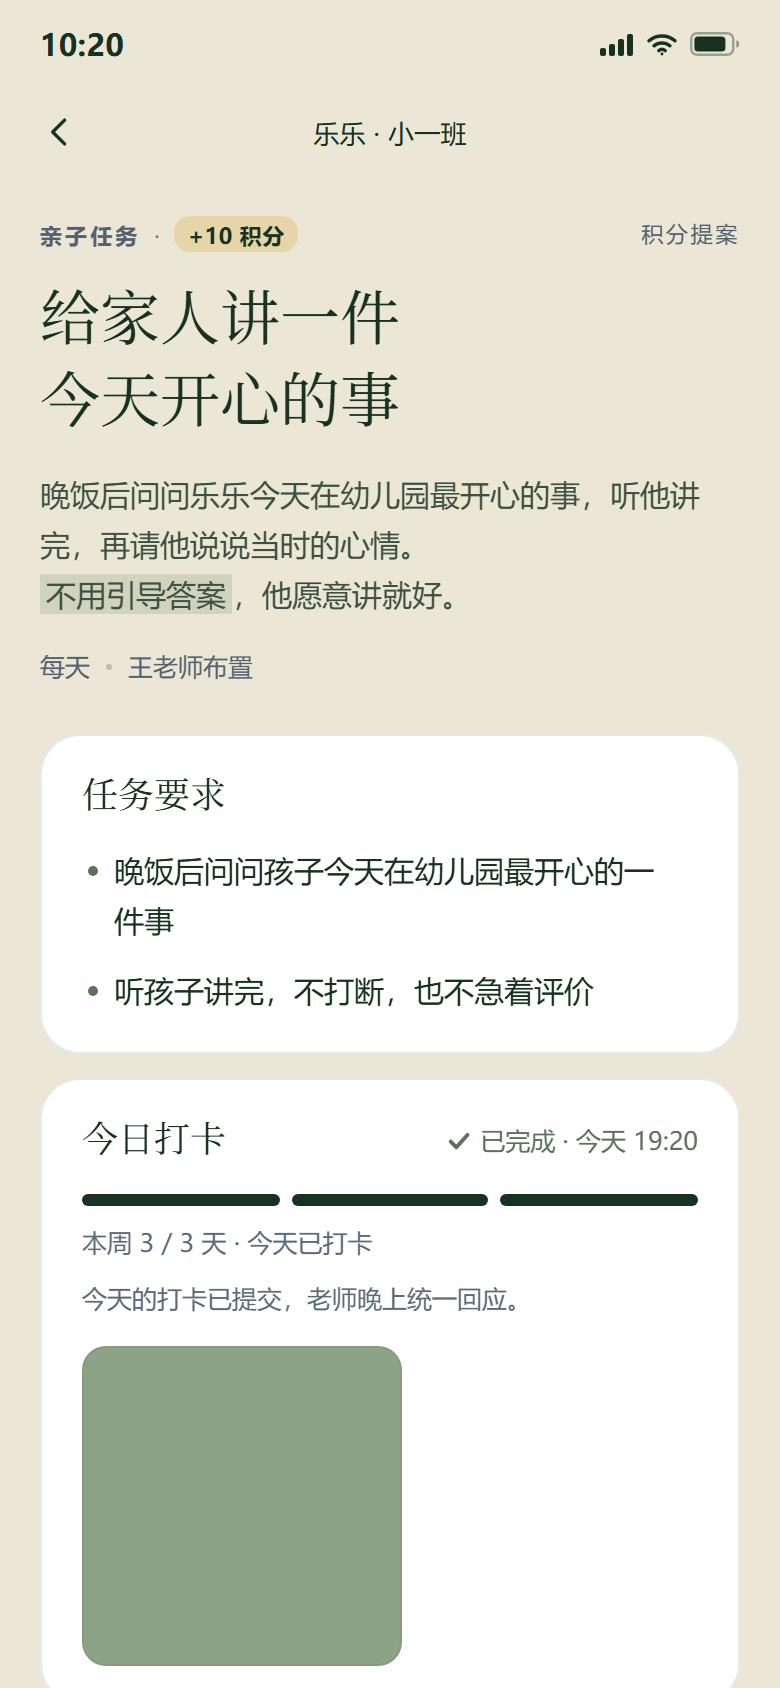 10:20
乐乐 · 小一班
亲子任务 · +10 积分
积分提案
给家人讲一件
今天开心的事
晚饭后问问乐乐今天在幼儿园最开心的事，听他讲
完，再请他说说当时的心情。
不用引导答案，他愿意讲就好。
每天 • 王老师布置
任务要求
• 晚饭后问问孩子今天在幼儿园最开心的一
件事
• 听孩子讲完，不打断，也不急着评价
今日打卡
已完成 · 今天 19:20
本周 3 / 3 天 · 今天已打卡
今天的打卡已提交，老师晚上统一回应。